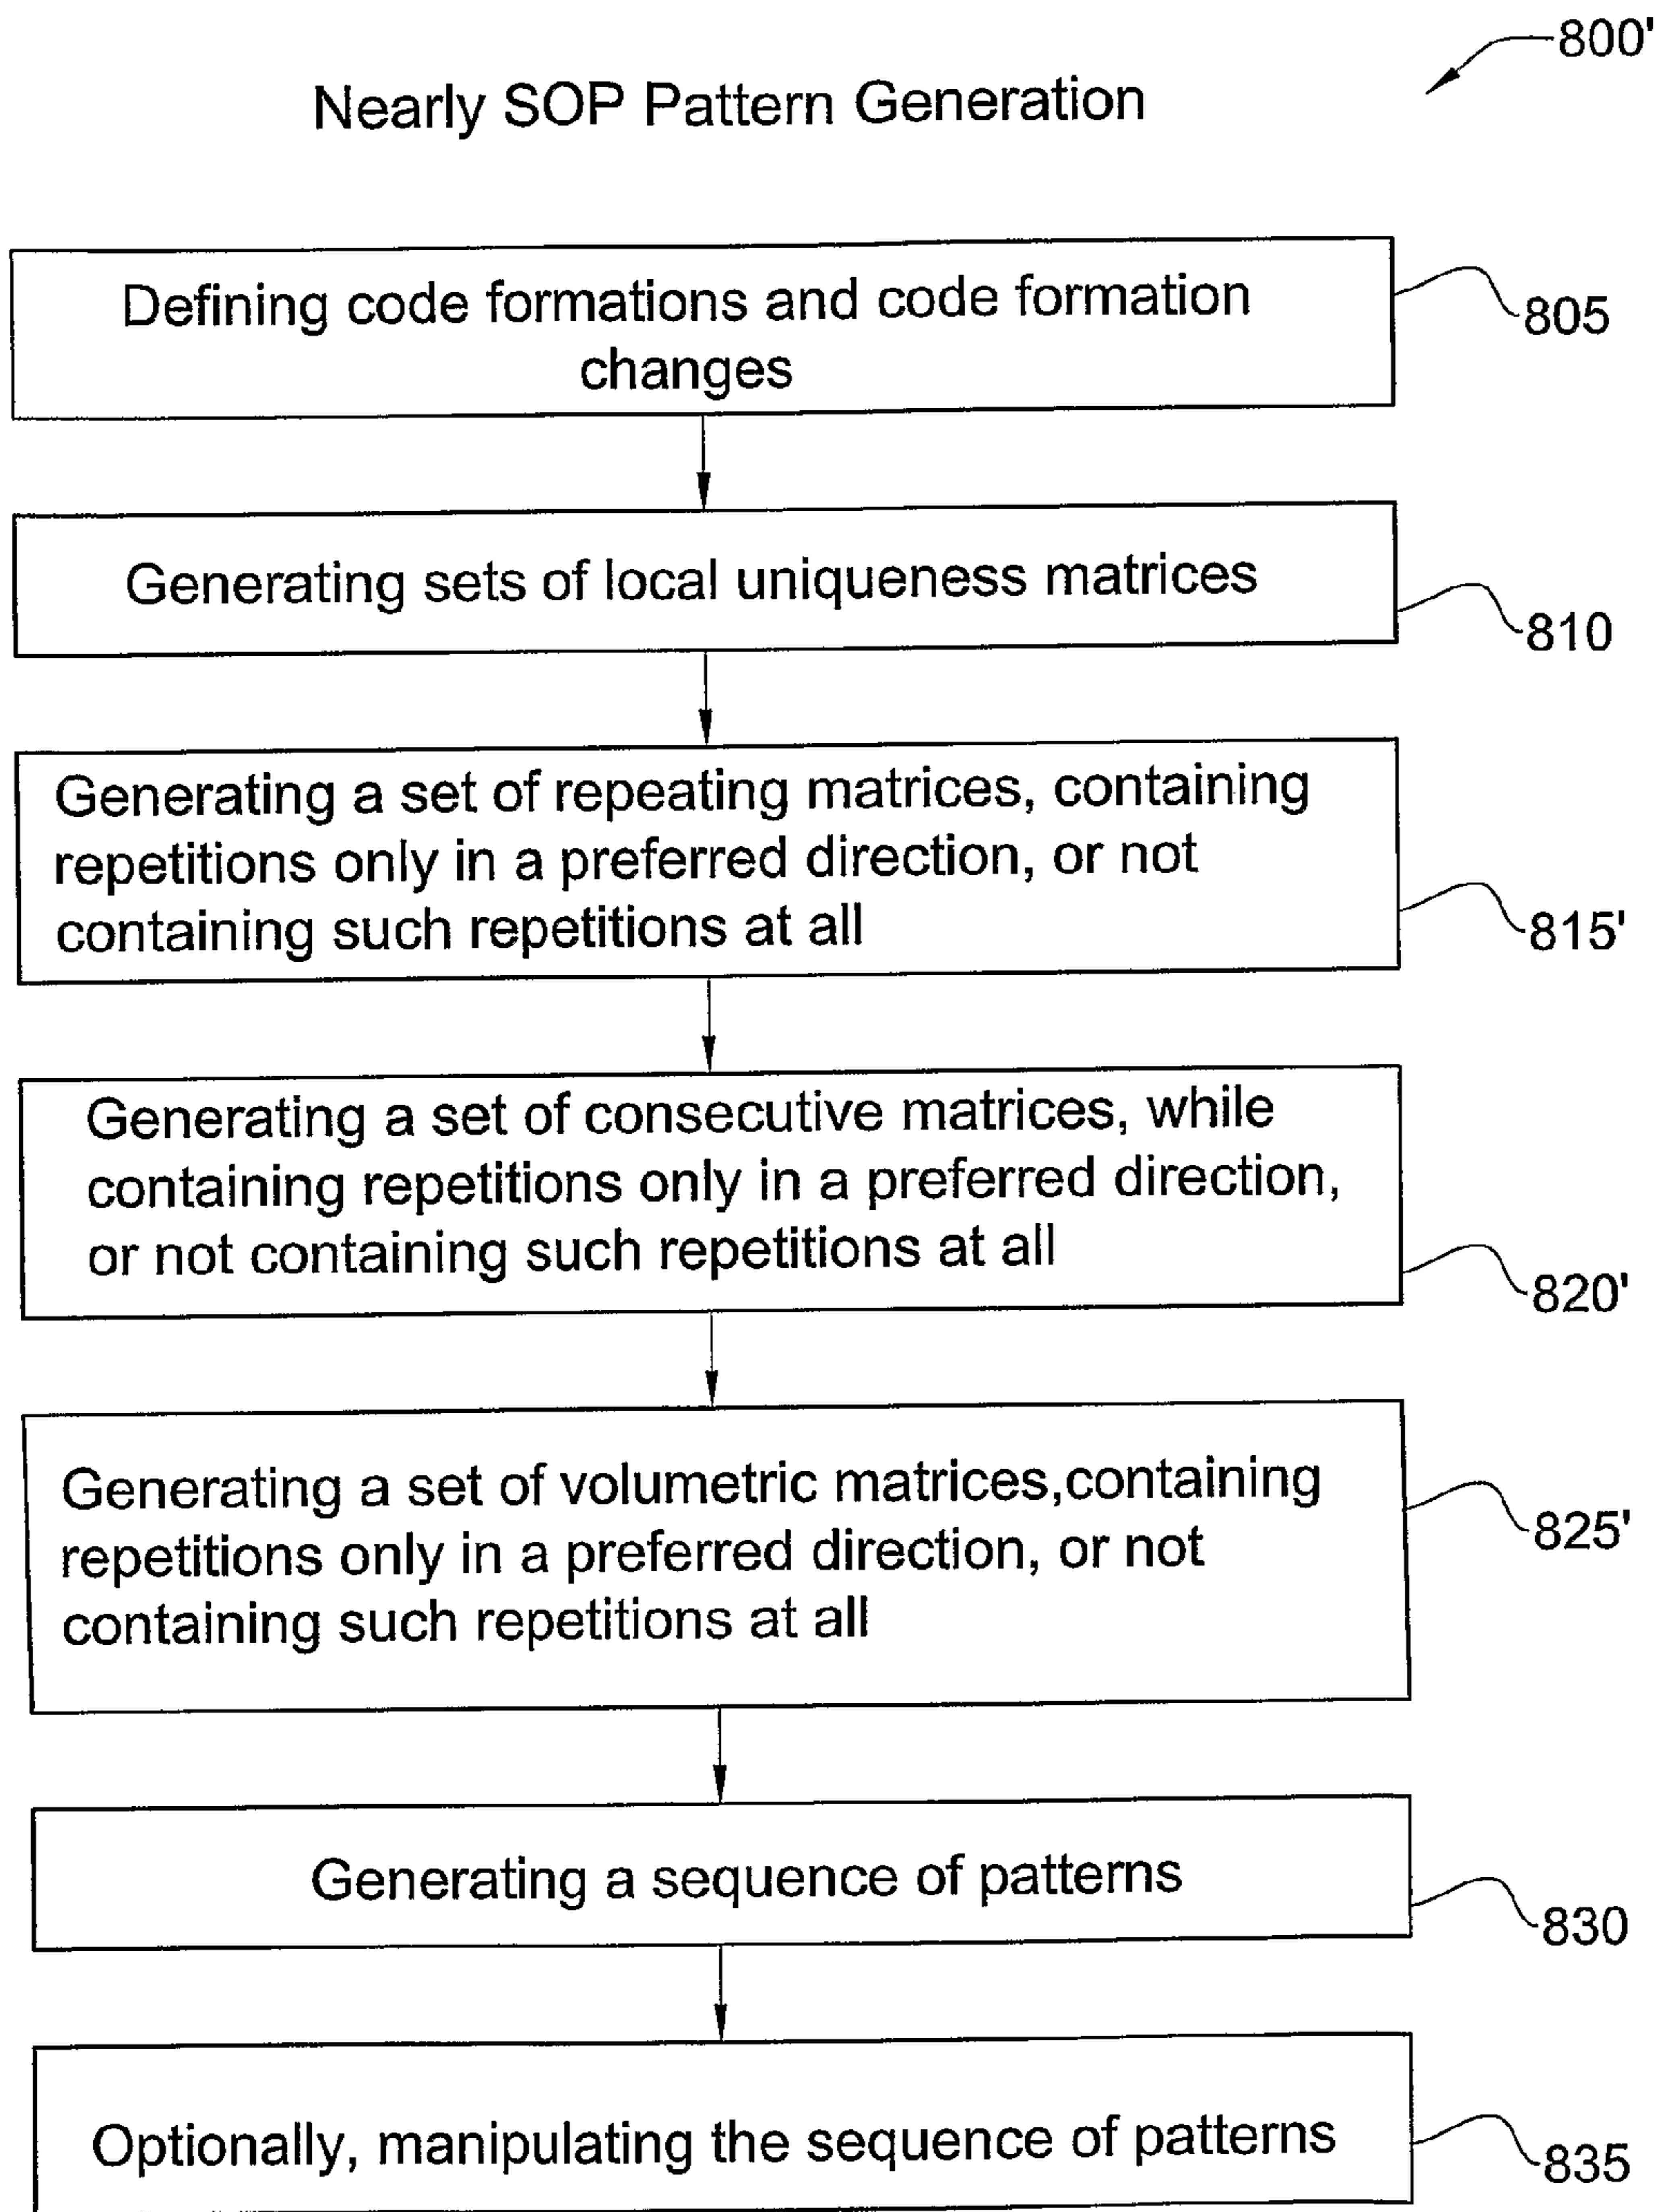 800'
Nearly SOP Pattern Generation
Defining code formations and code formation
changes
805
Generating sets of local uniqueness matrices
810
Generating a set of repeating matrices, containing
repetitions only in a preferred direction, or not
containing such repetitions at all
815'
Generating a set of consecutive matrices, while
containing repetitions only in a preferred direction,
or not containing such repetitions at all
820'
Generating a set of volumetric matrices,containing
repetitions only in a preferred direction, or not
containing such repetitions at all
825'
Generating a sequence of patterns
830
Optionally, manipulating the sequence of patterns
835